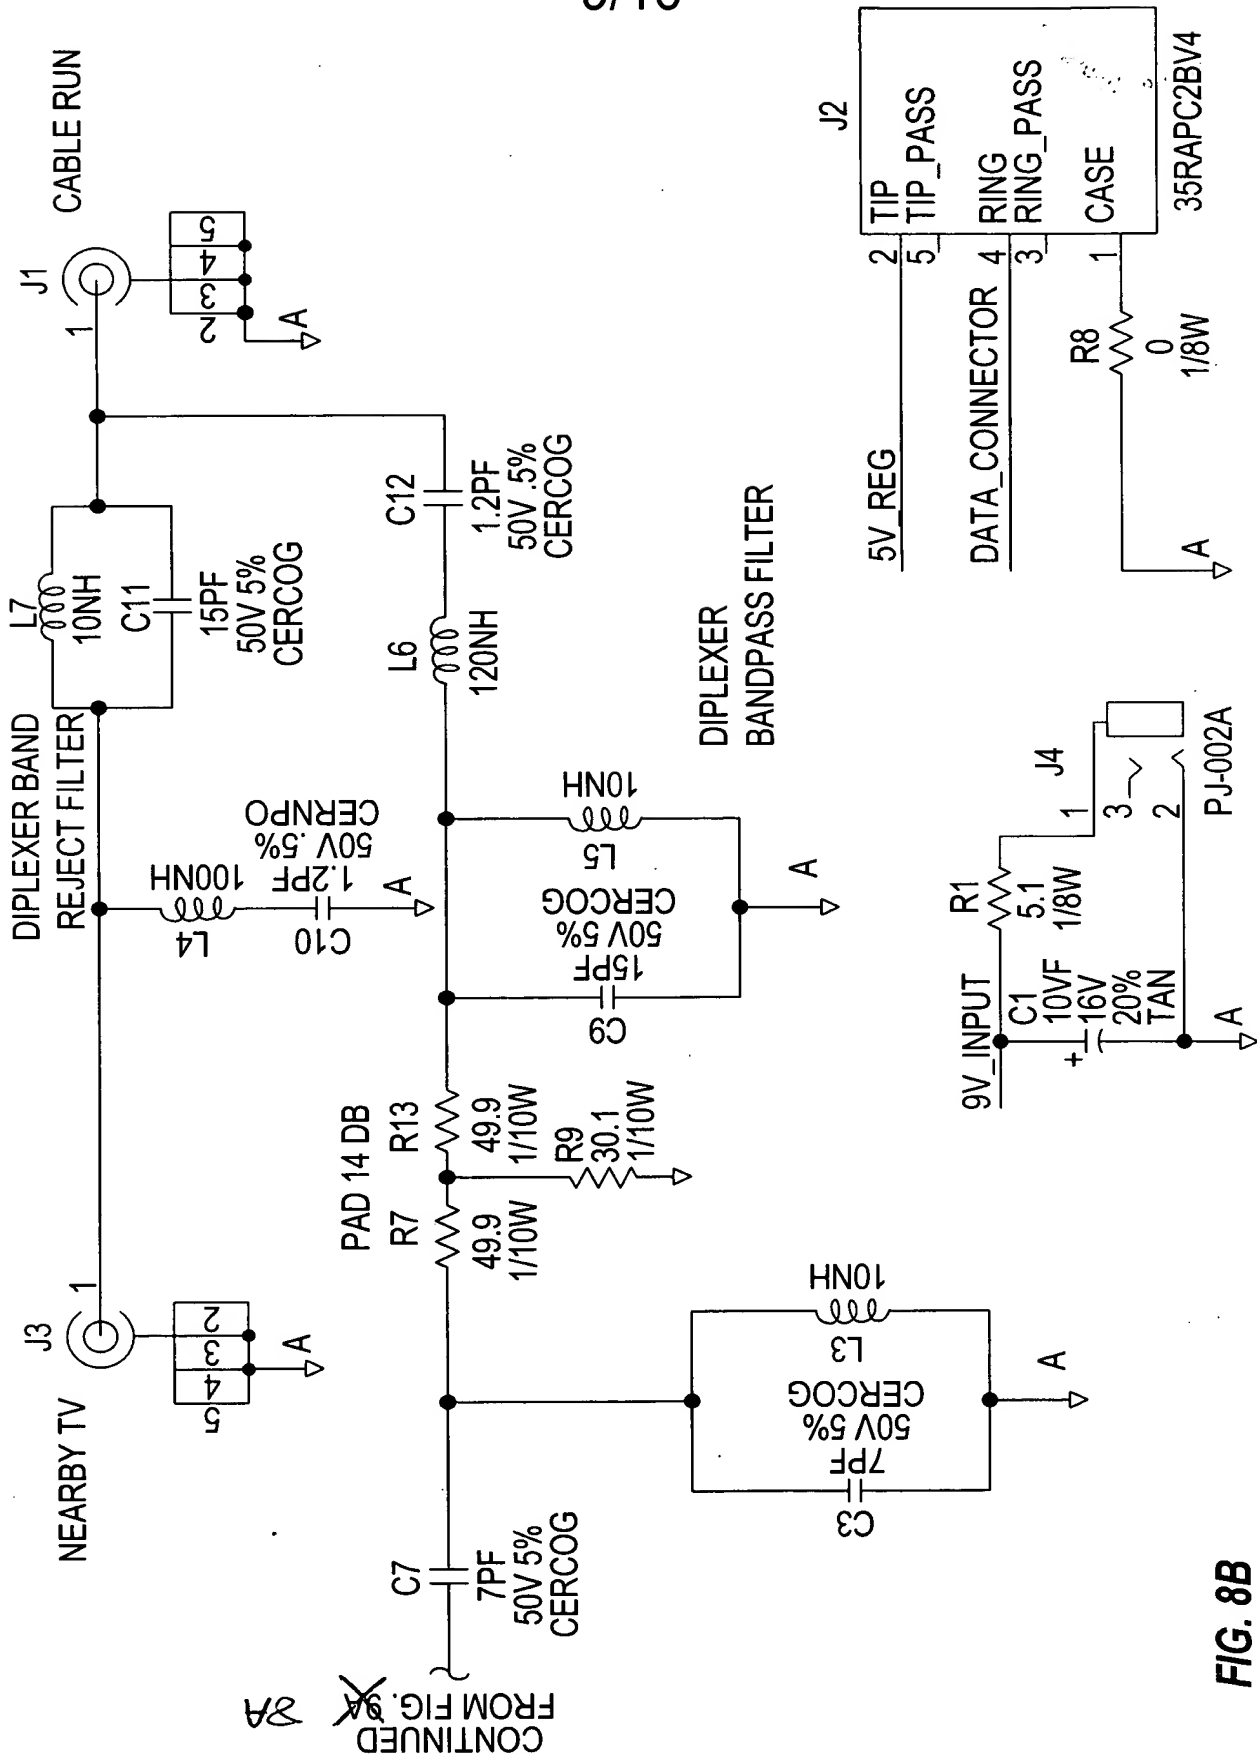 NEARBY TV
J3
1
5 4 3 2
A
DIPLEXER BAND
REJECT FILTER
L7
10NH
C11
15PF
50V 5%
CERCOG
J1
CABLE RUN
1
2 3 4 5
A
L4
100NH
C10
1.2PF
50V .5%
CERNPO
A
CONTINUED
FROM FIG. 9A
8A
C7
7PF
50V 5%
CERCOG
PAD 14 DB
R7
49.9
1/10W
R13
49.9
1/10W
R9
30.1
1/10W
L6
120NH
C12
1.2PF
50V .5%
CERCOG
C3
7PF
50V 5%
CERCOG
L3
10NH
A
C9
15PF
50V 5%
CERCOG
L5
10NH
A
DIPLEXER
BANDPASS FILTER
9V_INPUT
C1
10VF
16V
20%
TAN
A
R1
5.1
1/8W
J4
1
3
2
PJ-002A
5V_REG
DATA_CONNECTOR
R8
0
1/8W
A
J2
2 TIP
5 TIP_PASS
4 RING
3 RING_PASS
1 CASE
35RAPC2BV4
FIG. 8B